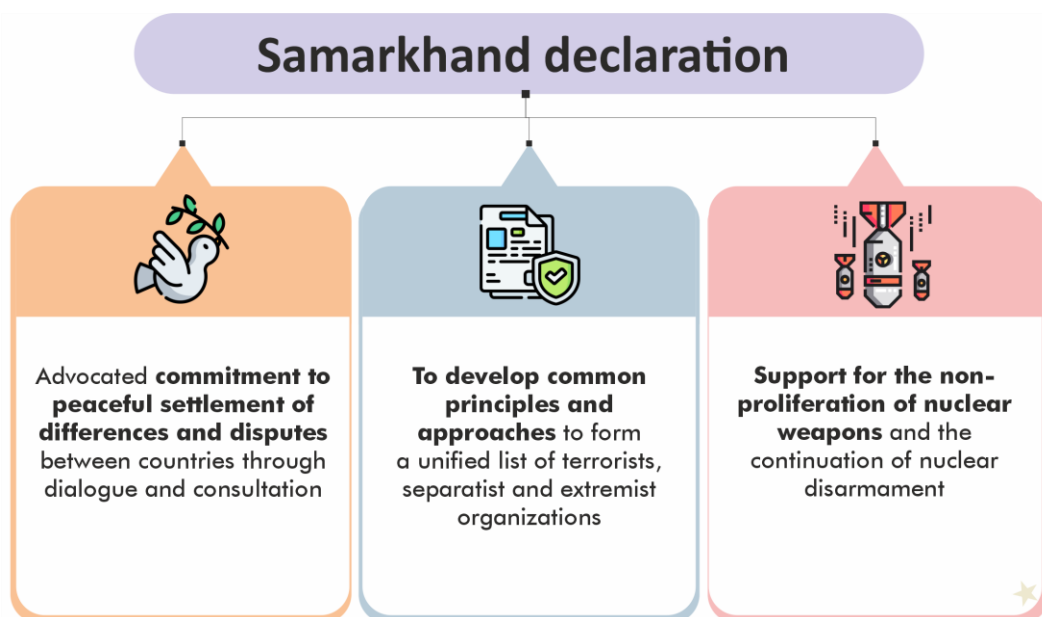 Samarkhand declaration
Advocated commitment to
peaceful settlement of
differences and disputes
between countries through
dialogue and consultation
To develop common
principles and
approaches to form
a unified list of terrorists,
separatist and extremist
organizations
Support for the non-
proliferation of nuclear
weapons and the
continuation of nuclear
disarmament